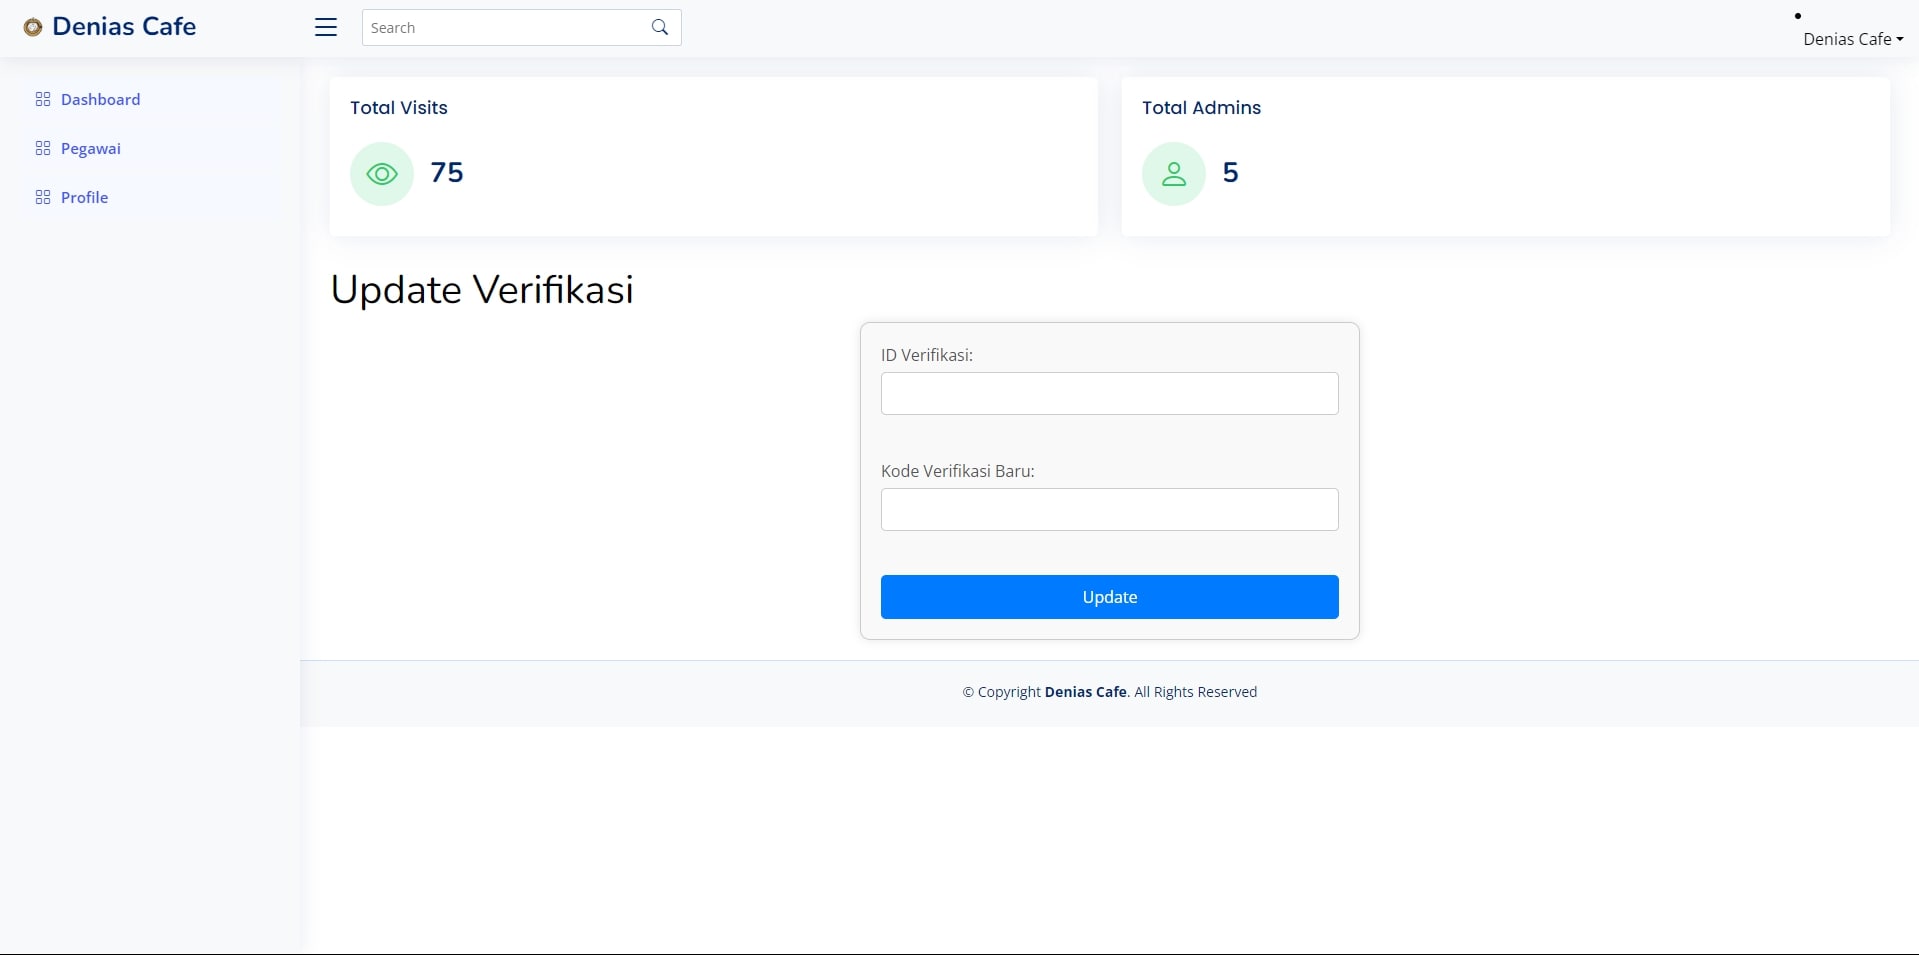 Denias Cafe
Search
Denias Cafe
Dashboard
Pegawai
Profile
Total Visits
75
Total Admins
5
Update Verifikasi
ID Verifikasi:
Kode Verifikasi Baru:
Update
© Copyright Denias Cafe. All Rights Reserved